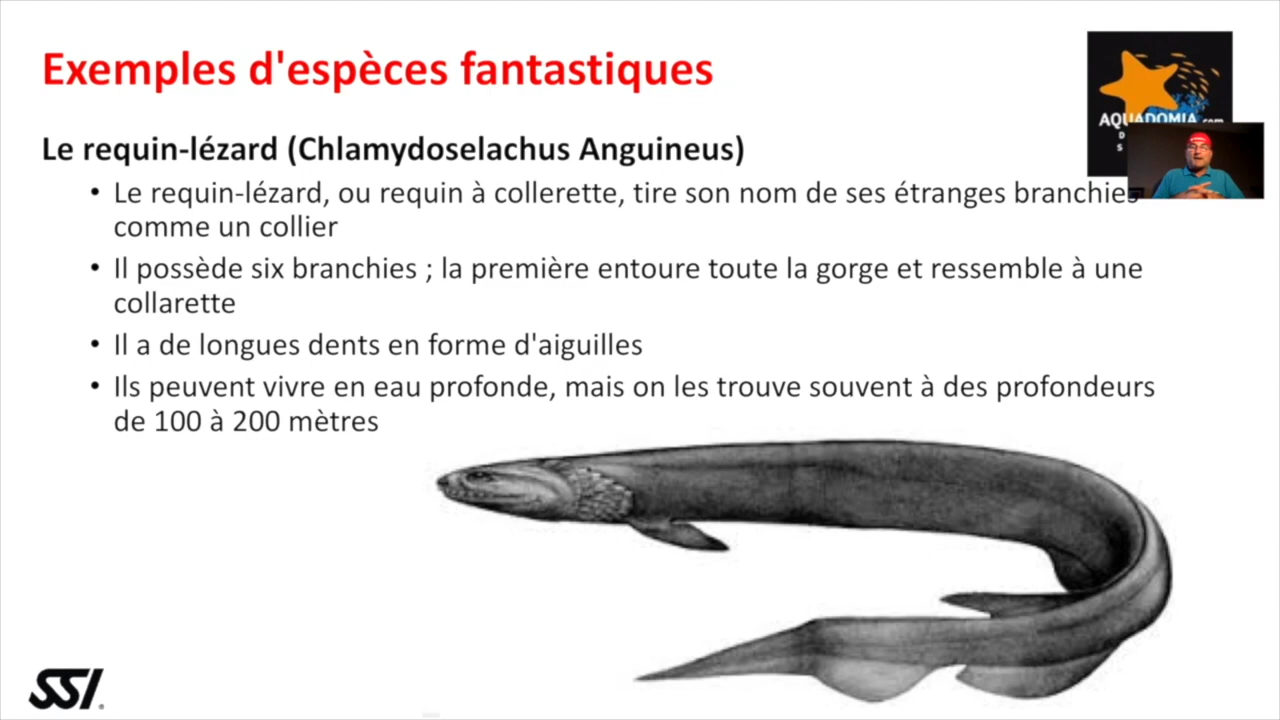 Exemples d'espèces fantastiques
AQUADOMIA.com
D
S
Le requin-lézard (Chlamydoselachus Anguineus)
• Le requin-lézard, ou requin à collerette, tire son nom de ses étranges branchies
comme un collier
• Il possède six branchies ; la première entoure toute la gorge et ressemble à une
collarette
• Il a de longues dents en forme d'aiguilles
• Ils peuvent vivre en eau profonde, mais on les trouve souvent à des profondeurs
de 100 à 200 mètres
SSI